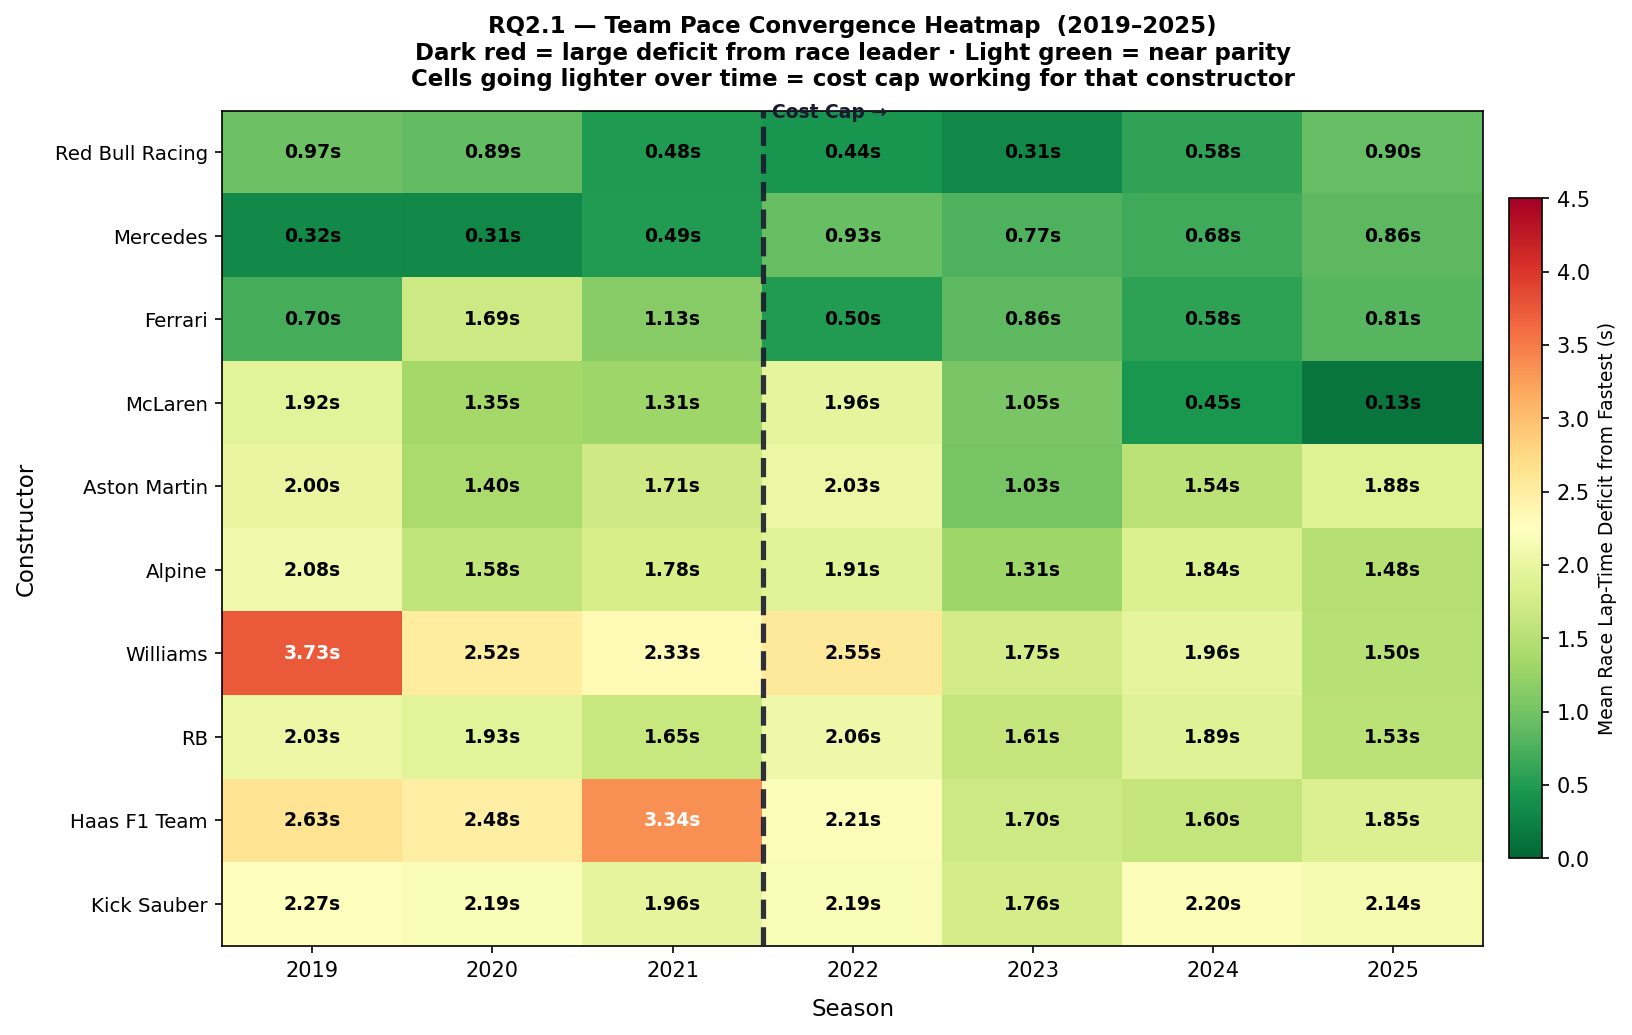 RQ2.1 — Team Pace Convergence Heatmap (2019–2025)
Dark red = large deficit from race leader · Light green = near parity
Cells going lighter over time = cost cap working for that constructor
Cost Cap →
Red Bull Racing 0.97s 0.89s 0.48s 0.44s 0.31s 0.58s 0.90s
Mercedes 0.32s 0.31s 0.49s 0.93s 0.77s 0.68s 0.86s
Ferrari 0.70s 1.69s 1.13s 0.50s 0.86s 0.58s 0.81s
McLaren 1.92s 1.35s 1.31s 1.96s 1.05s 0.45s 0.13s
Aston Martin 2.00s 1.40s 1.71s 2.03s 1.03s 1.54s 1.88s
Alpine 2.08s 1.58s 1.78s 1.91s 1.31s 1.84s 1.48s
Williams 3.73s 2.52s 2.33s 2.55s 1.75s 1.96s 1.50s
RB 2.03s 1.93s 1.65s 2.06s 1.61s 1.89s 1.53s
Haas F1 Team 2.63s 2.48s 3.34s 2.21s 1.70s 1.60s 1.85s
Kick Sauber 2.27s 2.19s 1.96s 2.19s 1.76s 2.20s 2.14s
2019 2020 2021 2022 2023 2024 2025
Season
Constructor
4.5
4.0
3.5
3.0
2.5
2.0
1.5
1.0
0.5
0.0
Mean Race Lap-Time Deficit from Fastest (s)